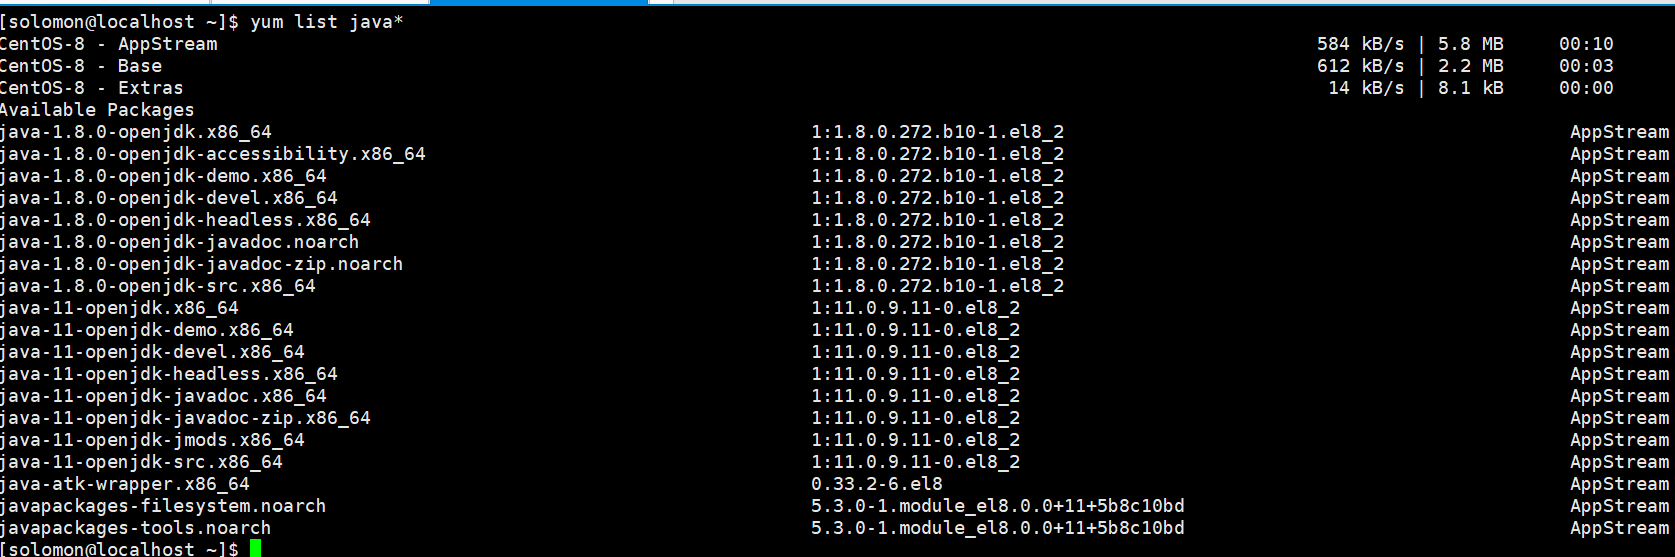 [solomon@localhost ~]$ yum list java*
CentOS-8 - AppStream 584 kB/s | 5.8 MB 00:10
CentOS-8 - Base 612 kB/s | 2.2 MB 00:03
CentOS-8 - Extras 14 kB/s | 8.1 kB 00:00
Available Packages
java-1.8.0-openjdk.x86_64 1:1.8.0.272.b10-1.el8_2 AppStream
java-1.8.0-openjdk-accessibility.x86_64 1:1.8.0.272.b10-1.el8_2 AppStream
java-1.8.0-openjdk-demo.x86_64 1:1.8.0.272.b10-1.el8_2 AppStream
java-1.8.0-openjdk-devel.x86_64 1:1.8.0.272.b10-1.el8_2 AppStream
java-1.8.0-openjdk-headless.x86_64 1:1.8.0.272.b10-1.el8_2 AppStream
java-1.8.0-openjdk-javadoc.noarch 1:1.8.0.272.b10-1.el8_2 AppStream
java-1.8.0-openjdk-javadoc-zip.noarch 1:1.8.0.272.b10-1.el8_2 AppStream
java-1.8.0-openjdk-src.x86_64 1:1.8.0.272.b10-1.el8_2 AppStream
java-11-openjdk.x86_64 1:11.0.9.11-0.el8_2 AppStream
java-11-openjdk-demo.x86_64 1:11.0.9.11-0.el8_2 AppStream
java-11-openjdk-devel.x86_64 1:11.0.9.11-0.el8_2 AppStream
java-11-openjdk-headless.x86_64 1:11.0.9.11-0.el8_2 AppStream
java-11-openjdk-javadoc.x86_64 1:11.0.9.11-0.el8_2 AppStream
java-11-openjdk-javadoc-zip.x86_64 1:11.0.9.11-0.el8_2 AppStream
java-11-openjdk-jmods.x86_64 1:11.0.9.11-0.el8_2 AppStream
java-11-openjdk-src.x86_64 1:11.0.9.11-0.el8_2 AppStream
java-atk-wrapper.x86_64 0.33.2-6.el8 AppStream
javapackages-filesystem.noarch 5.3.0-1.module_el8.0.0+11+5b8c10bd AppStream
javapackages-tools.noarch 5.3.0-1.module_el8.0.0+11+5b8c10bd AppStream
[solomon@localhost ~]$